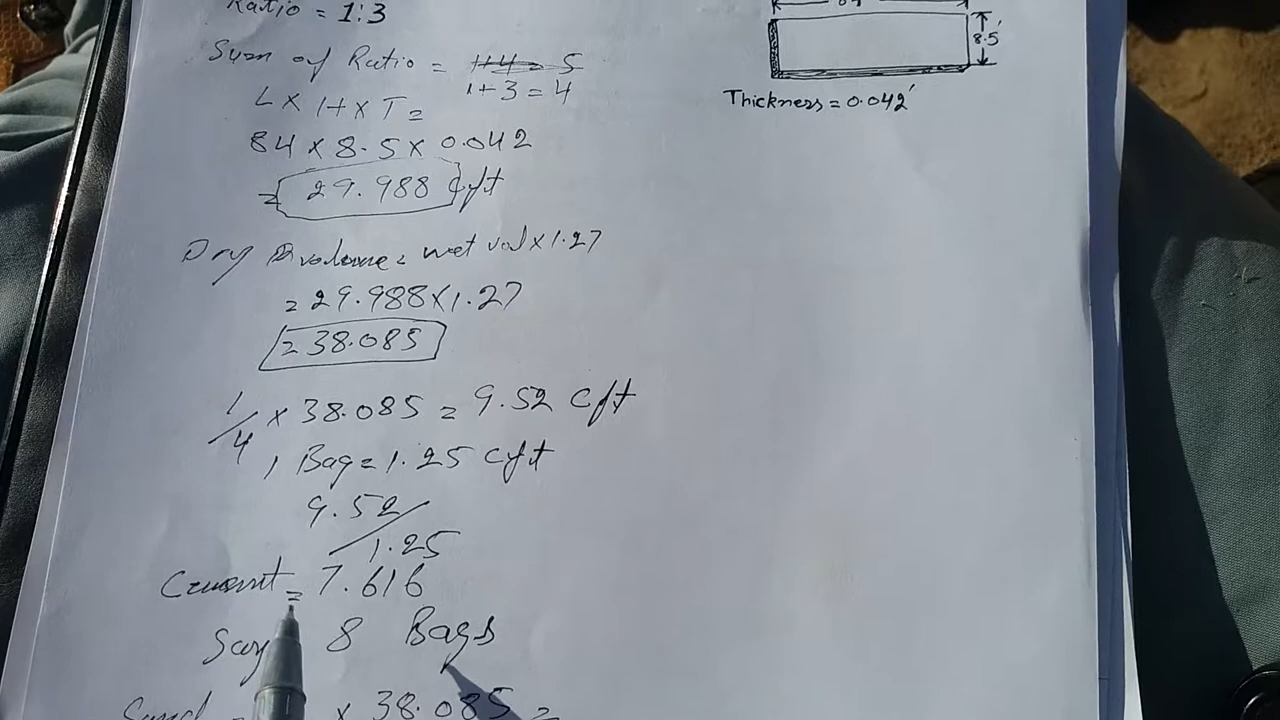 Ratio = 1:3
Sum of Ratio = 1+4= 5
1+3=4
L x H x T =
84 x 8.5 x 0.042
= 29.988 cft
Dry volume = wet vol x 1.27
= 29.988 x 1.27
= 38.085
1/4 x 38.085 = 9.52 Cft
1 Bag = 1.25 Cft
9.52/1.25
Cement = 7.616
Say 8 Bags
Sand = x 38.085 =
8.5'
Thickness = 0.042'